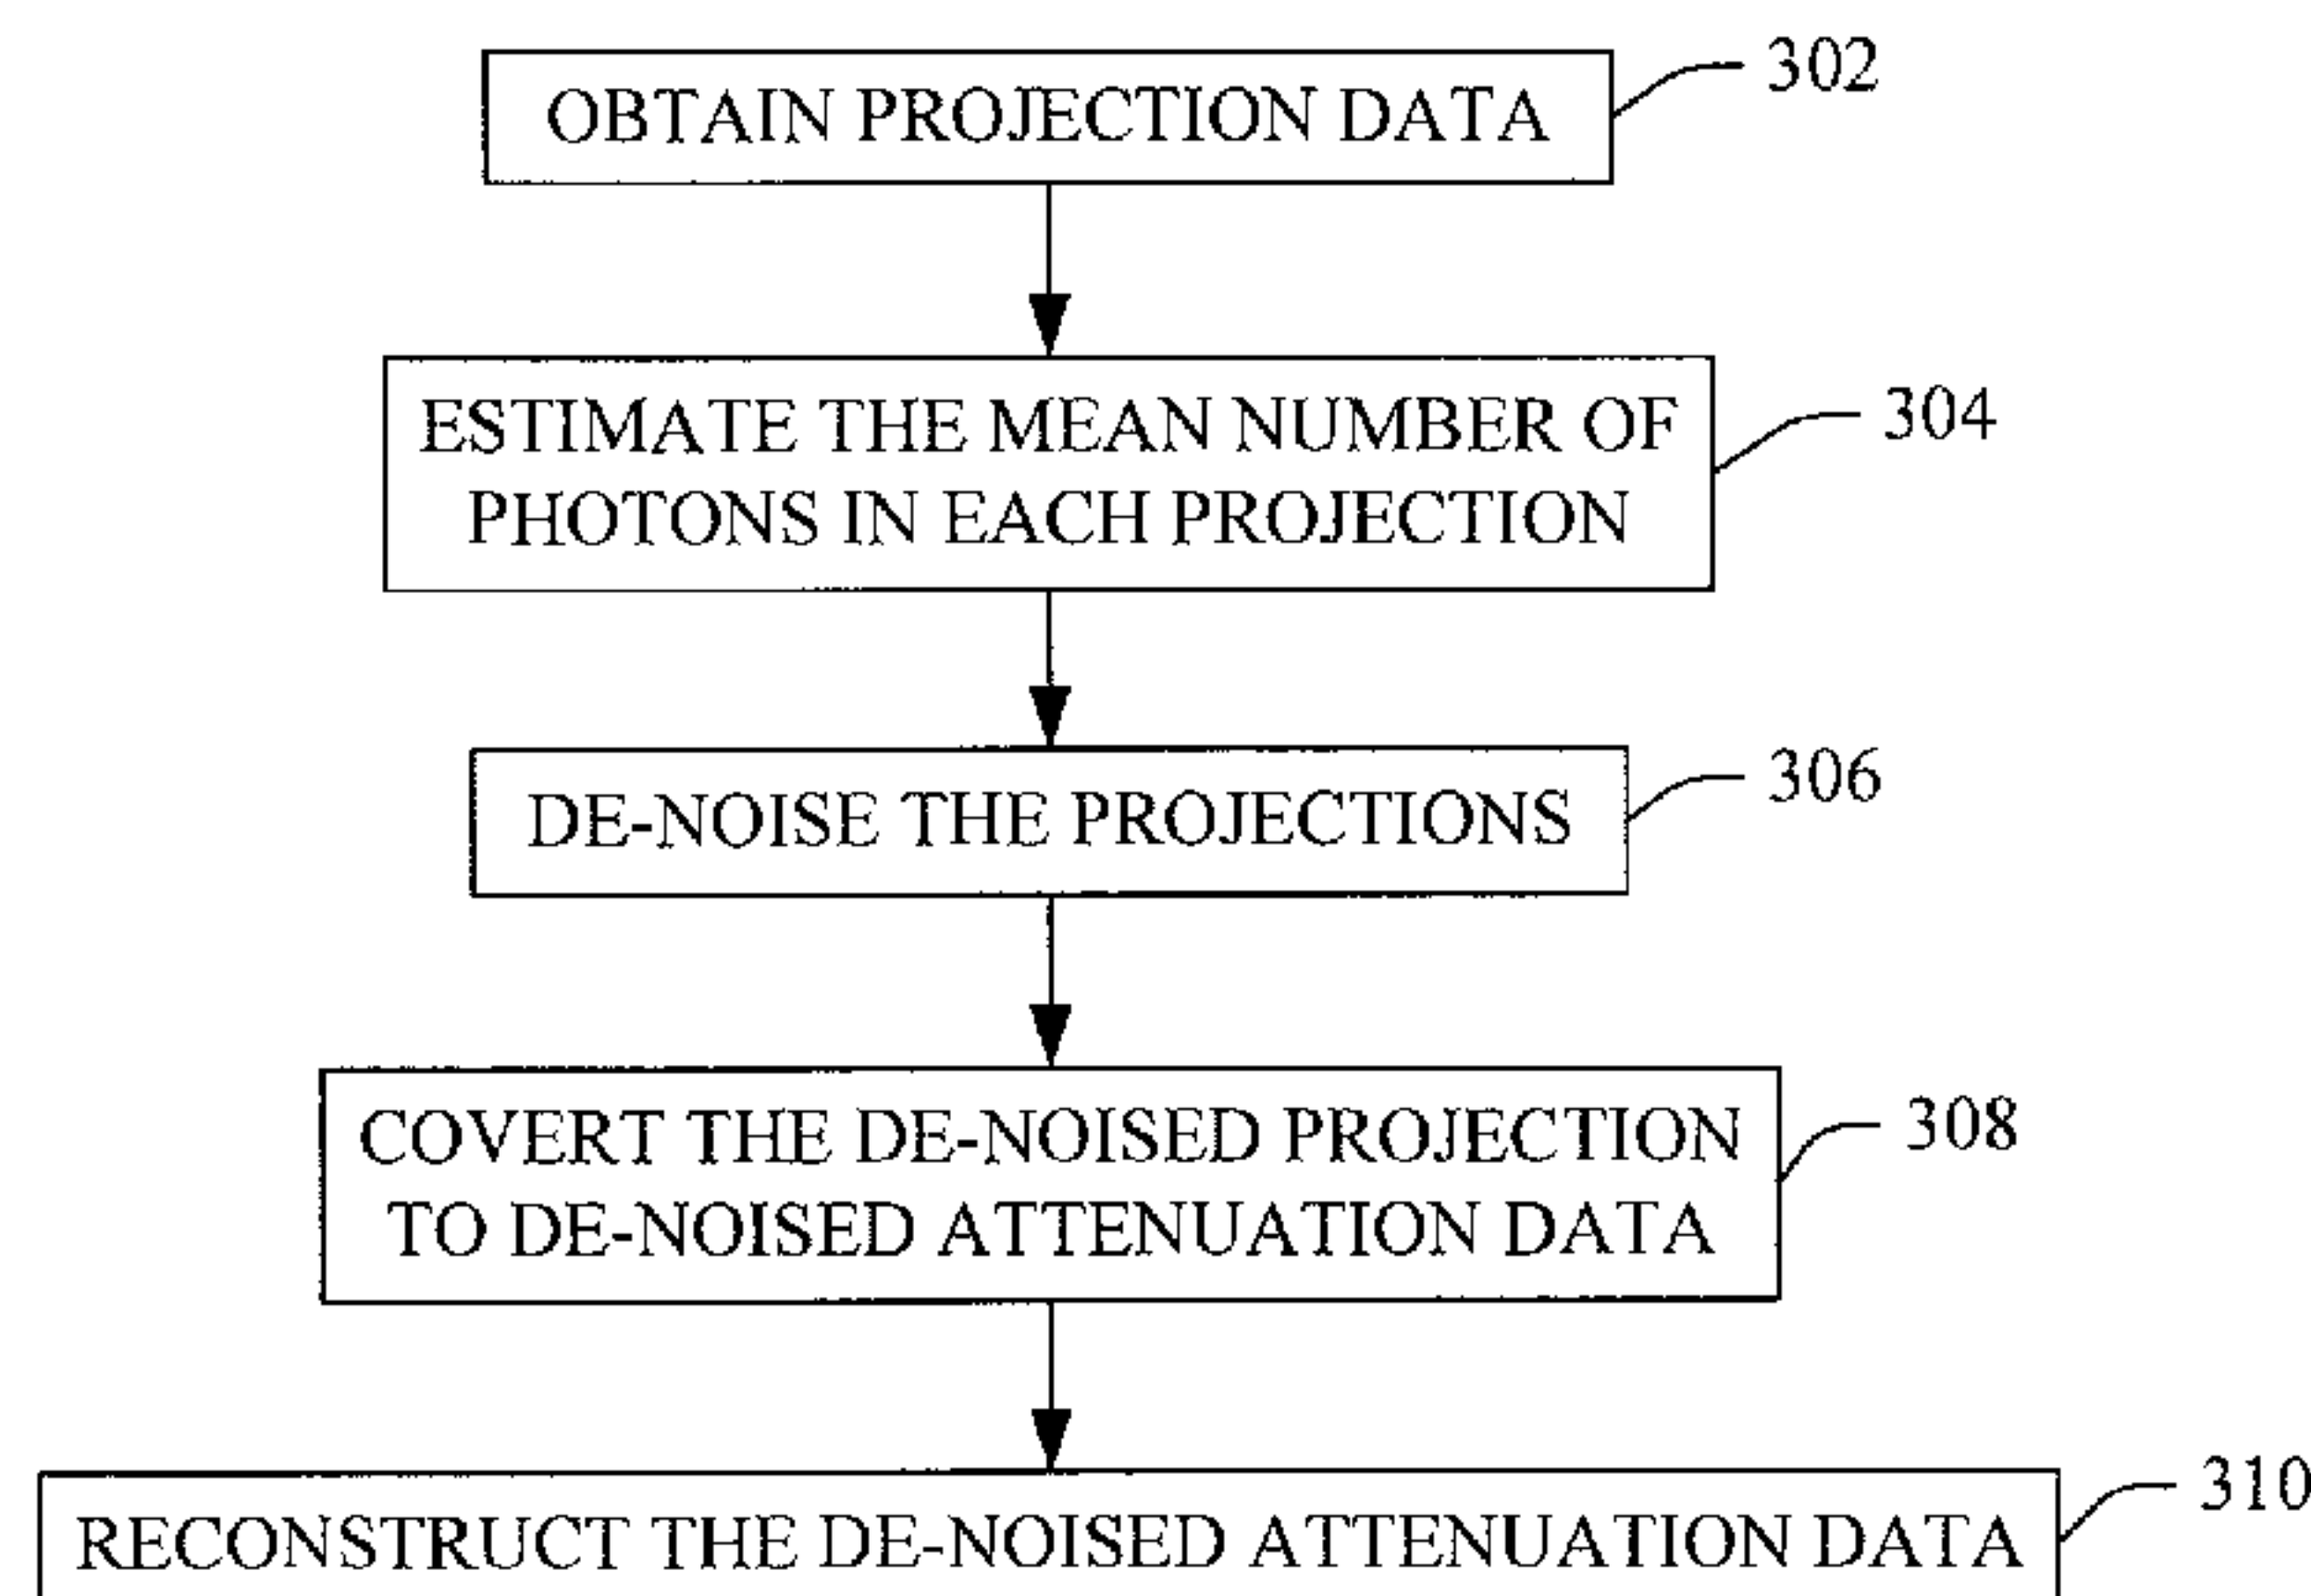 OBTAIN PROJECTION DATA
302
ESTIMATE THE MEAN NUMBER OF
PHOTONS IN EACH PROJECTION
304
DE-NOISE THE PROJECTIONS
306
COVERT THE DE-NOISED PROJECTION
TO DE-NOISED ATTENUATION DATA
308
RECONSTRUCT THE DE-NOISED ATTENUATION DATA
310